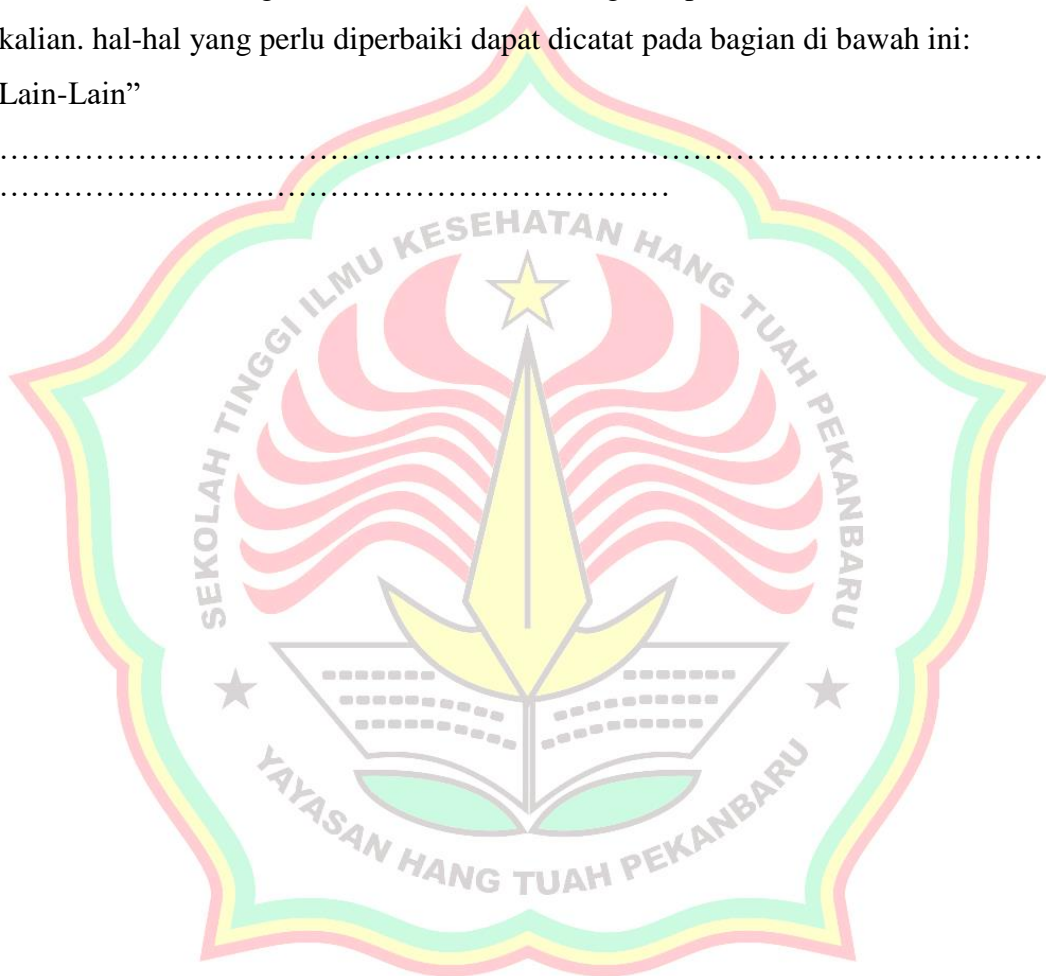 kalian. hal-hal yang perlu diperbaiki dapat dicatat pada bagian di bawah ini:
Lain-Lain”
……………………………………………………………………………………
……………………………………………………
SEKOLAH TINGGI ILMU KESEHATAN HANG TUAH PEKANBARU
YAYASAN HANG TUAH PEKANBARU